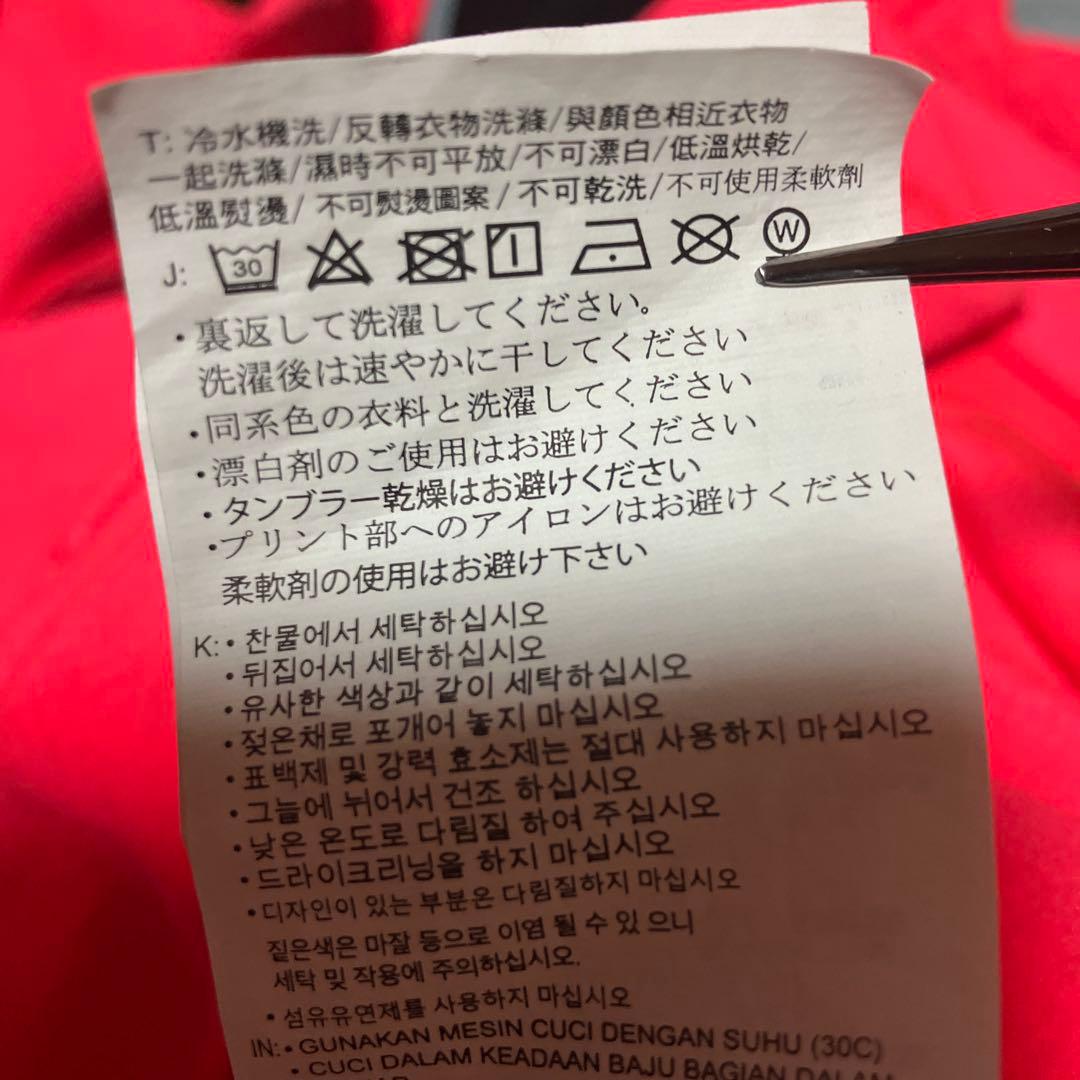 T: 冷水機洗/反轉衣物洗滌/與顏色相近衣物
一起洗滌/濕時不可平放/不可漂白/低溫烘乾/
低溫熨燙/ 不可熨燙圖案 / 不可乾洗/不可使用柔軟劑
J: 30 W
・裏返して洗濯してください。
洗濯後は速やかに干してください
・同系色の衣料と洗濯してください
・漂白剤のご使用はお避けください
・タンブラー乾燥はお避けください
・プリント部へのアイロンはお避けください
柔軟剤の使用はお避け下さい
K:• 찬물에서 세탁하십시오
• 뒤집어서 세탁하십시오
• 유사한 색상과 같이 세탁하십시오
• 젖은채로 포개어 놓지 마십시오
• 표백제 및 강력 효소제는 절대 사용하지 마십시오
• 그늘에 뉘어서 건조 하십시오
• 낮은 온도로 다림질 하여 주십시오
• 드라이크리닝을 하지 마십시오
• 디자인이 있는 부분은 다림질하지 마십시오
짙은색은 마잘 등으로 이염 될 수 있으니
세탁 및 작용에 주의하십시오.
• 섬유유연제를 사용하지 마십시오
IN:• GUNAKAN MESIN CUCI DENGAN SUHU (30C)
• CUCI DALAM KEADAAN BAJU BAGIAN DALAM